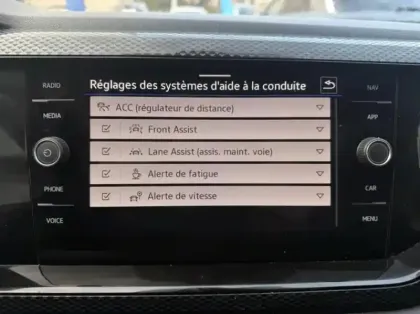 RADIO
MEDIA
PHONE
VOICE
Réglages des systèmes d'aide à la conduite
ACC (régulateur de distance)
Front Assist
Lane Assist (assis. maint. voie)
Alerte de fatigue
Alerte de vitesse
NAV
APP
CAR
MENU